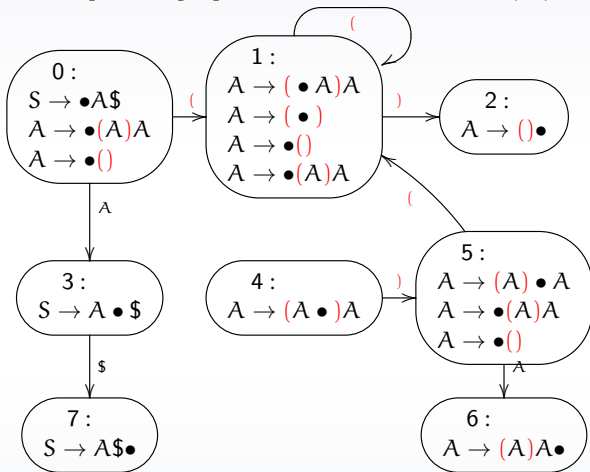 (
0 :
S → •A$
A → •(A)A
A → •()
(
1 :
A → ( • A)A
A → ( • )
A → •()
A → •(A)A
)
2 :
A → ()•
A
(
3 :
S → A • $
4 :
A → (A • )A
)
5 :
A → (A) • A
A → •(A)A
A → •()
$
A
7 :
S → A$•
6 :
A → (A)A•